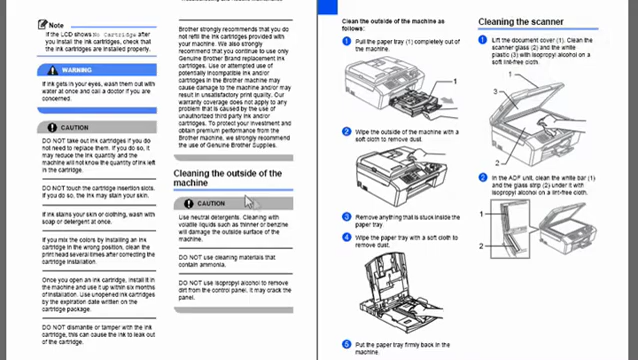 Note
If the LCD shows No Cartridge after
you install the ink cartridges, check that
the ink cartridges are installed properly.
WARNING
If ink gets in your eyes, wash them out with
water at once and call a doctor if you are
concerned.
CAUTION
DO NOT take out ink cartridges if you do
not need to replace them. If you do so, it
may reduce the ink quantity and the
machine will not know the quantity of ink left
in the cartridge.
DO NOT touch the cartridge insertion slots.
If you do so, the ink may stain your skin.
If ink stains your skin or clothing, wash with
soap or detergent at once.
If you mix the colors by installing an ink
cartridge in the wrong position, clean the
print head several times after correcting the
cartridge installation.
Once you open an ink cartridge, install it in
the machine and use it up within six months
of installation. Use unopened ink cartridges
by the expiration date written on the
cartridge package.
DO NOT dismantle or tamper with the ink
cartridge, this can cause the ink to leak out
of the cartridge.
Brother strongly recommends that you do
not refill the ink cartridges provided with
your machine. We also strongly
recommend that you continue to use only
Genuine Brother Brand replacement ink
cartridges. Use or attempted use of
potentially incompatible ink and/or
cartridges in the Brother machine may
cause damage to the machine and/or may
result in unsatisfactory print quality. Our
warranty coverage does not apply to any
problem that is caused by the use of
unauthorized third party ink and/or
cartridges. To protect your investment and
obtain premium performance from the
Brother machine, we strongly recommend
the use of Genuine Brother Supplies.
Cleaning the outside of the
machine
CAUTION
Use neutral detergents. Cleaning with
volatile liquids such as thinner or benzine
will damage the outside surface of the
machine.
DO NOT use cleaning materials that
contain ammonia.
DO NOT use isopropyl alcohol to remove
dirt from the control panel. It may crack the
panel.
Clean the outside of the machine as
follows:
1 Pull the paper tray (1) completely out of
the machine.
1
2 Wipe the outside of the machine with a
soft cloth to remove dust.
3 Remove anything that is stuck inside the
paper tray.
4 Wipe the paper tray with a soft cloth to
remove dust.
5 Put the paper tray firmly back in the
machine.
Cleaning the scanner
1 Lift the document cover (1). Clean the
scanner glass (2) and the white
plastic (3) with isopropyl alcohol on a
soft lint-free cloth.
1
3
2
2 In the ADF unit, clean the white bar (1)
and the glass strip (2) under it with
isopropyl alcohol on a lint-free cloth.
1
2